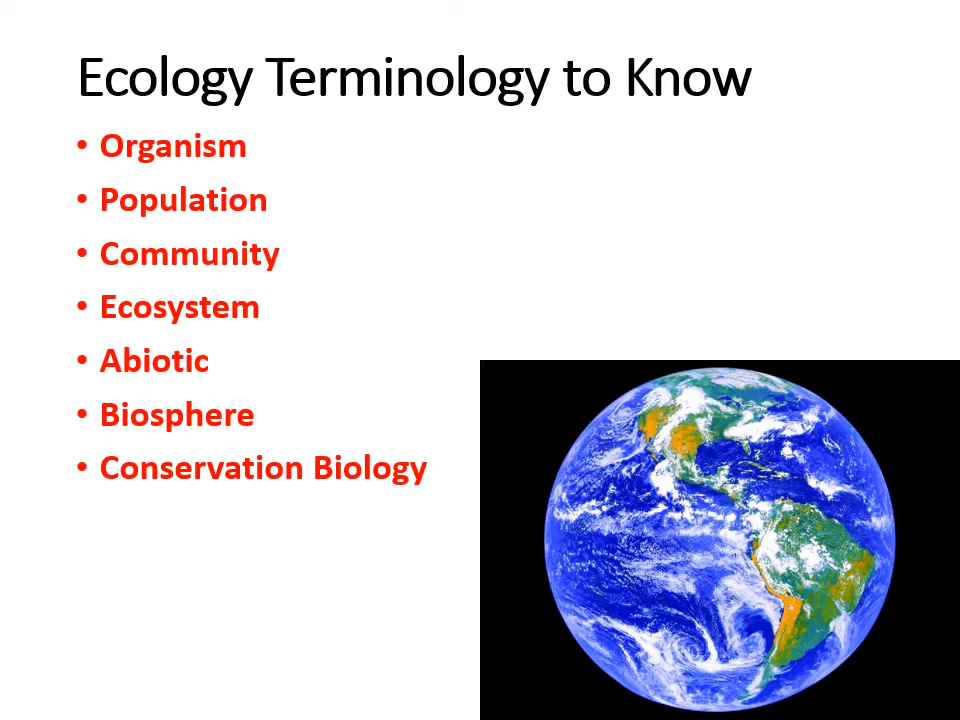 Ecology Terminology to Know
• Organism
• Population
• Community
• Ecosystem
• Abiotic
• Biosphere
• Conservation Biology